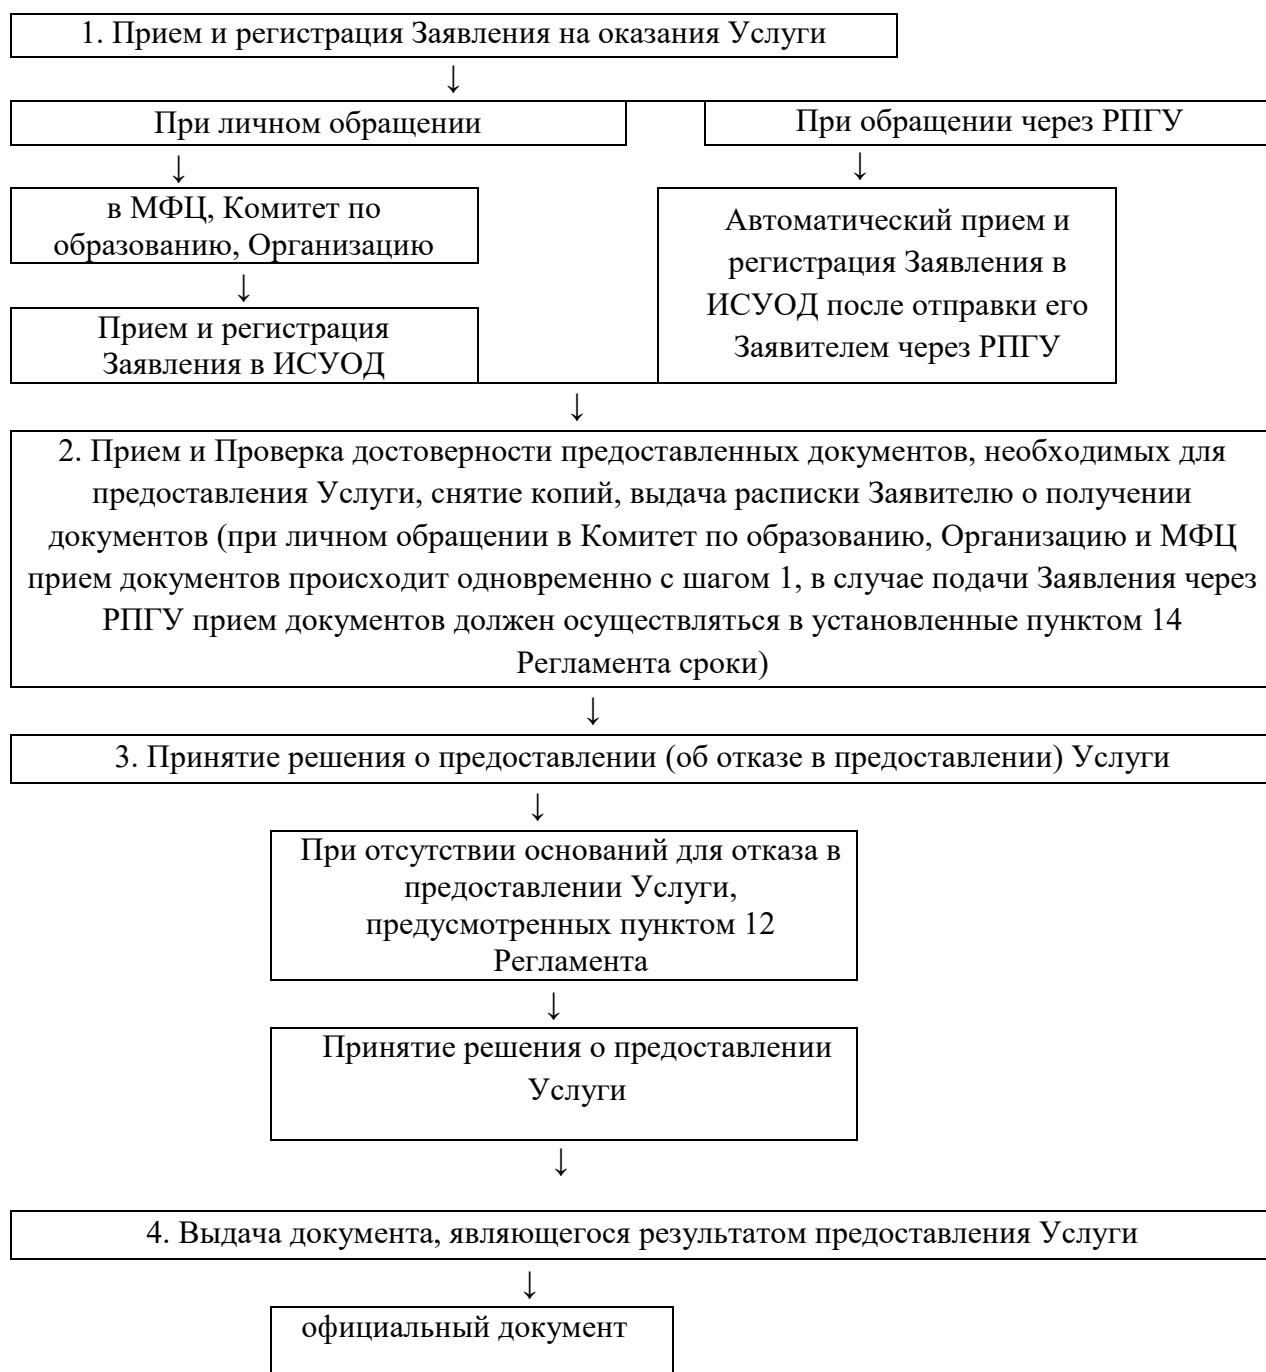 1. Прием и регистрация Заявления на оказания Услуги
↓
При личном обращении
При обращении через РПГУ
↓
↓
в МФЦ, Комитет по
образованию, Организацию
↓
Прием и регистрация
Заявления в ИСУОД
Автоматический прием и
регистрация Заявления в
ИСУОД после отправки его
Заявителем через РПГУ
↓
2. Прием и Проверка достоверности предоставленных документов, необходимых для
предоставления Услуги, снятие копий, выдача расписки Заявителю о получении
документов (при личном обращении в Комитет по образованию, Организацию и МФЦ
прием документов происходит одновременно с шагом 1, в случае подачи Заявления через
РПГУ прием документов должен осуществляться в установленные пунктом 14
Регламента сроки)
↓
3. Принятие решения о предоставлении (об отказе в предоставлении) Услуги
↓
При отсутствии оснований для отказа в
предоставлении Услуги,
предусмотренных пунктом 12
Регламента
↓
Принятие решения о предоставлении
Услуги
↓
4. Выдача документа, являющегося результатом предоставления Услуги
↓
официальный документ